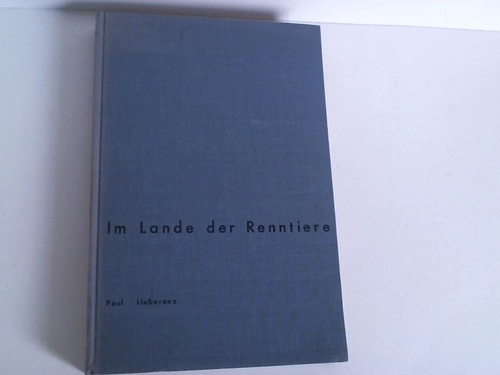 Im Lande der Renntiere
Paul Lieberenz